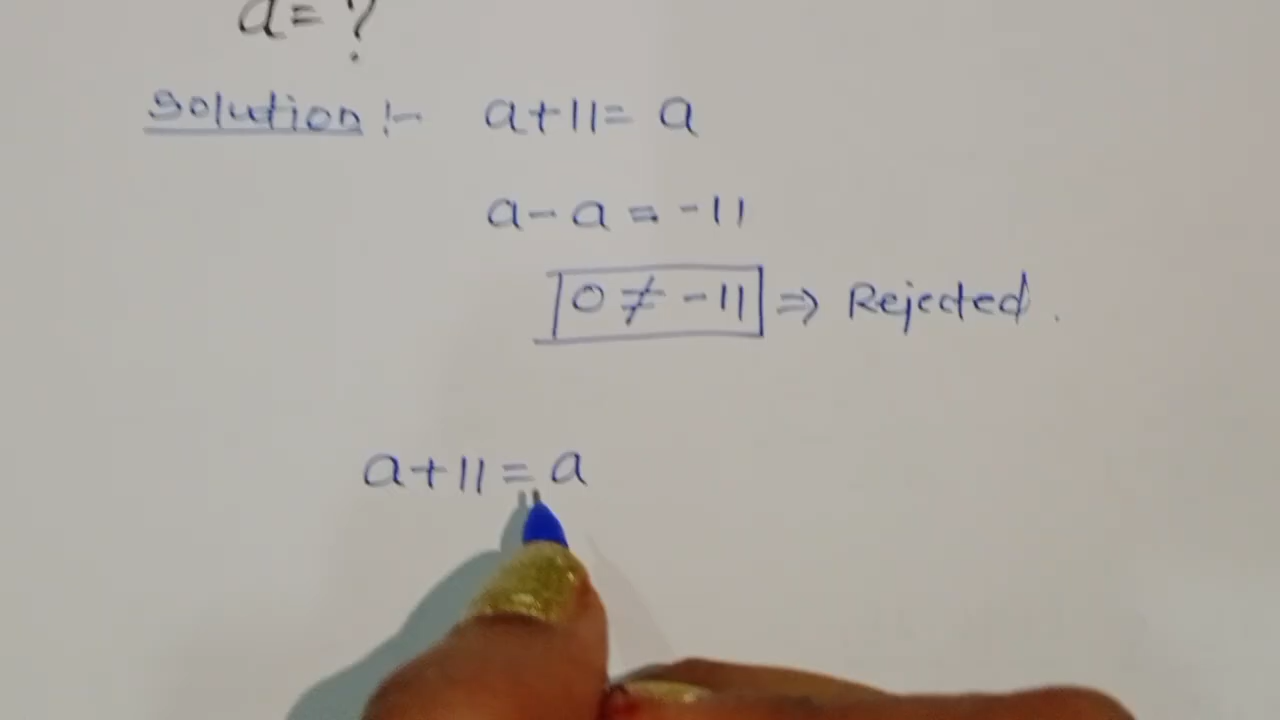 a = ?
Solution :- a+11= a
a - a = -11
0 ≠ -11 ⇒ Rejected.
a+11 = a